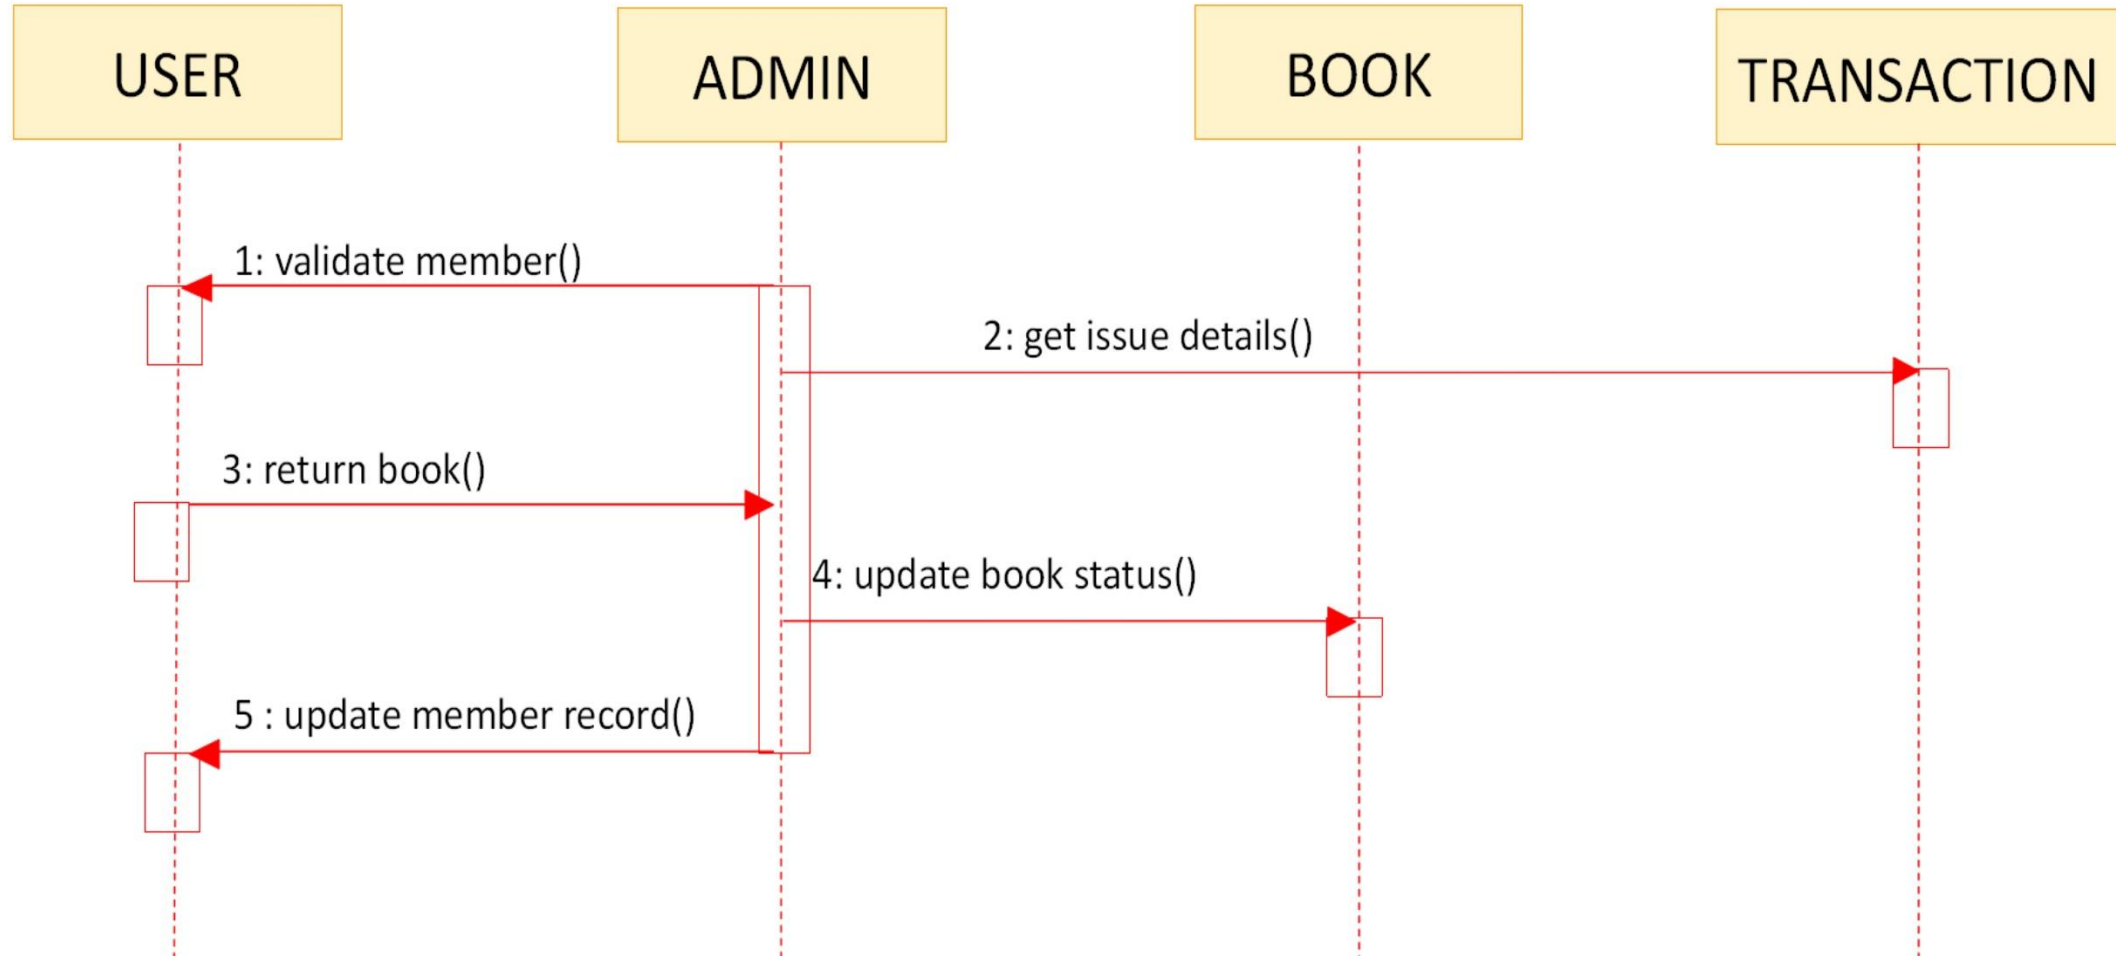 USER
ADMIN
BOOK
TRANSACTION
1: validate member()
2: get issue details()
3: return book()
4: update book status()
5 : update member record()